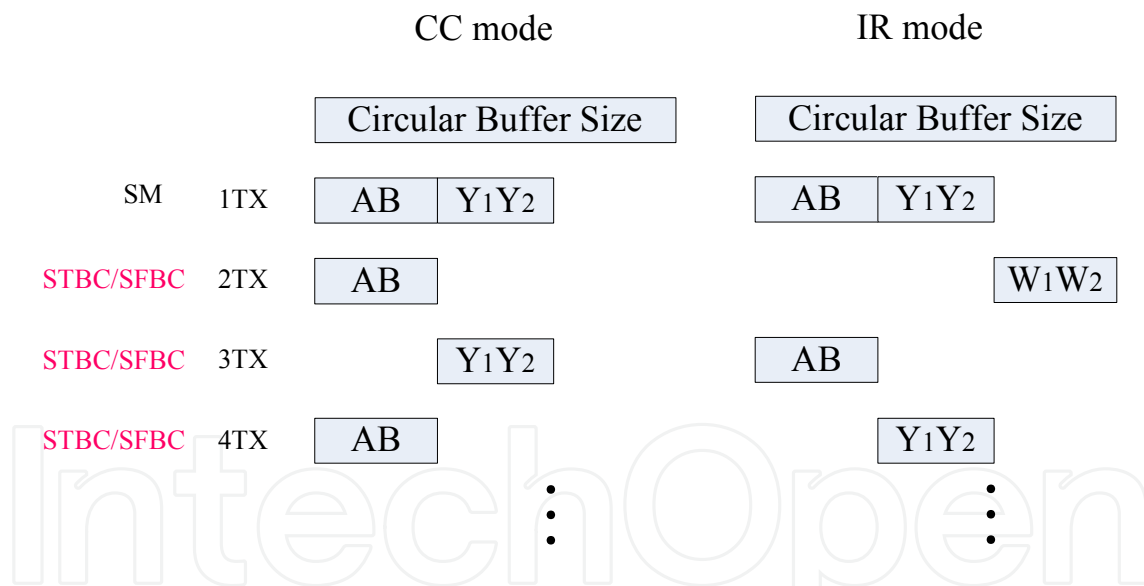 CC mode IR mode
Circular Buffer Size Circular Buffer Size
SM 1TX AB Y1Y2 AB Y1Y2
STBC/SFBC 2TX AB W1W2
STBC/SFBC 3TX Y1Y2 AB
STBC/SFBC 4TX AB Y1Y2
IntechOpen